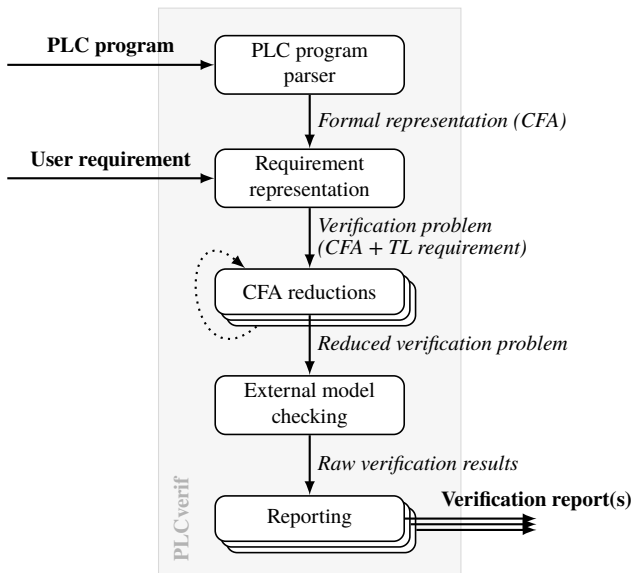 PLC program
PLC program
parser
Formal representation (CFA)
User requirement
Requirement
representation
Verification problem
(CFA + TL requirement)
CFA reductions
Reduced verification problem
External model
checking
Raw verification results
Reporting
Verification report(s)
PLCverif